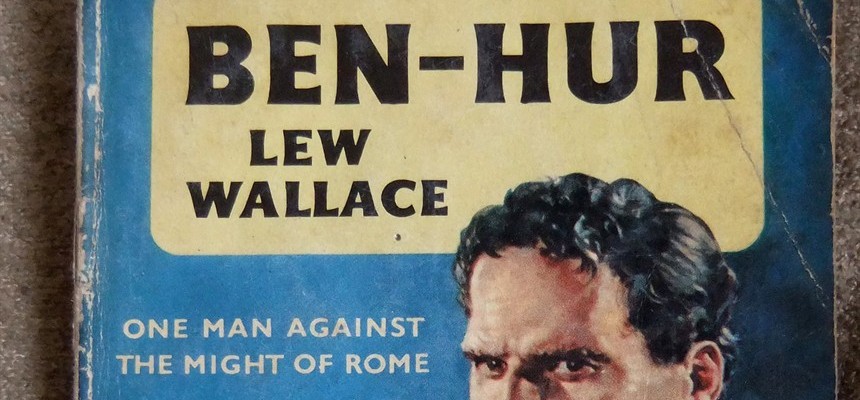 BEN-HUR
LEW
WALLACE
ONE MAN AGAINST
THE MIGHT OF ROME